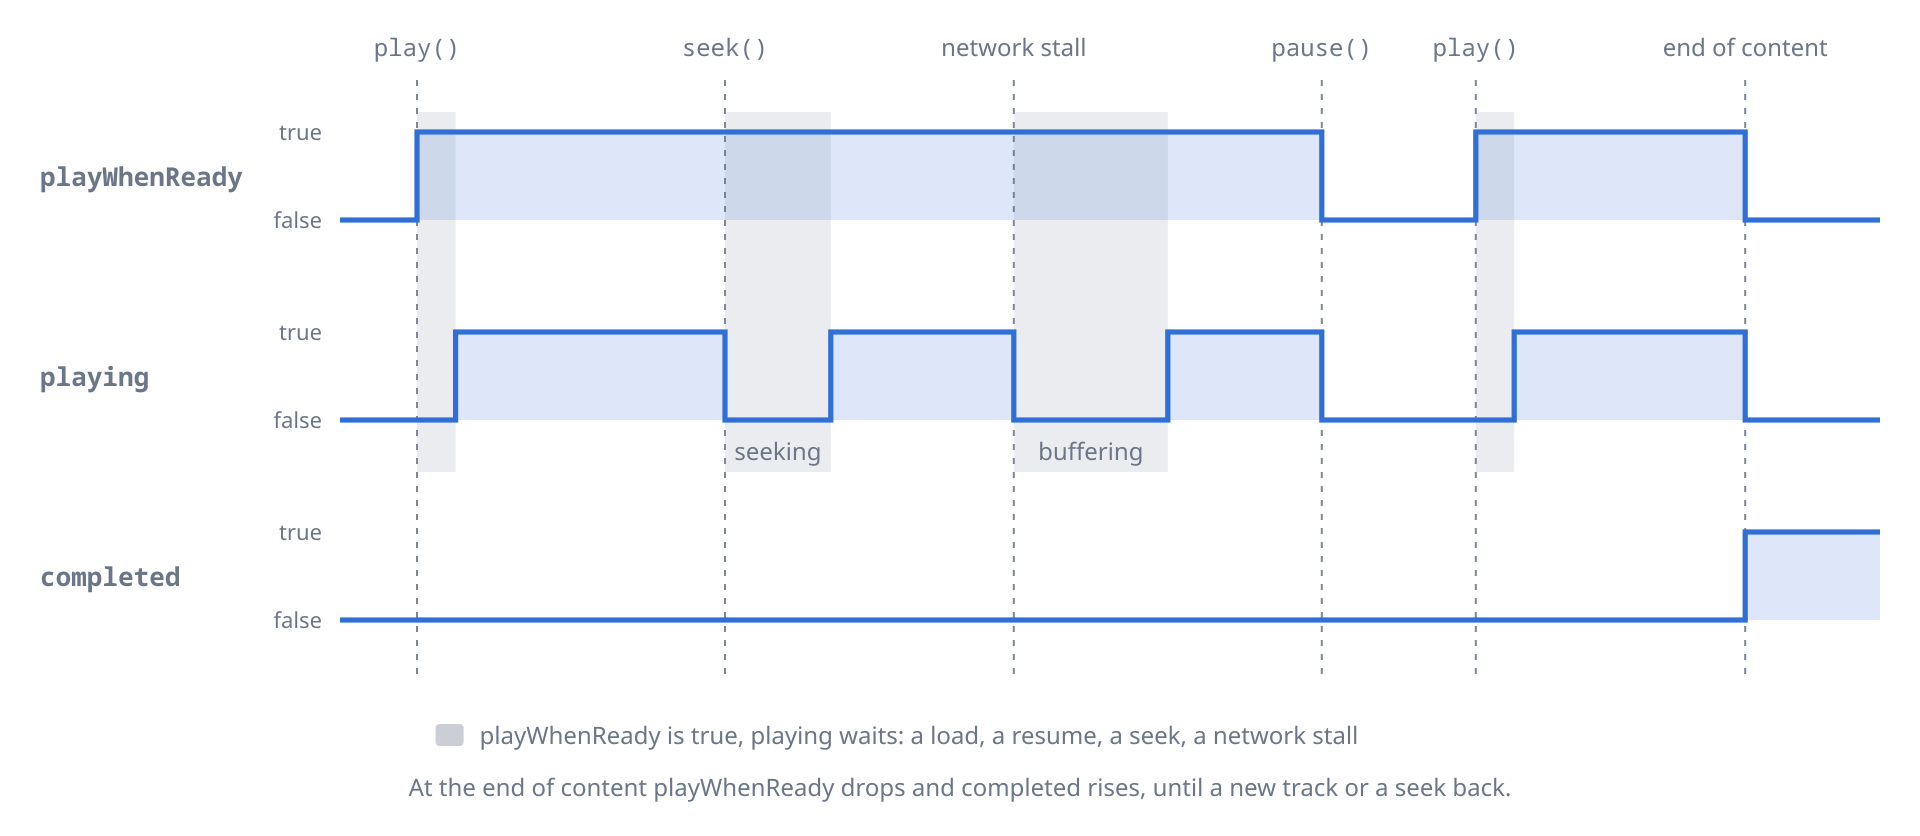 play() seek() network stall pause() play() end of content
true
playWhenReady
false
true
playing
false
seeking buffering
true
completed
false
playWhenReady is true, playing waits: a load, a resume, a seek, a network stall
At the end of content playWhenReady drops and completed rises, until a new track or a seek back.